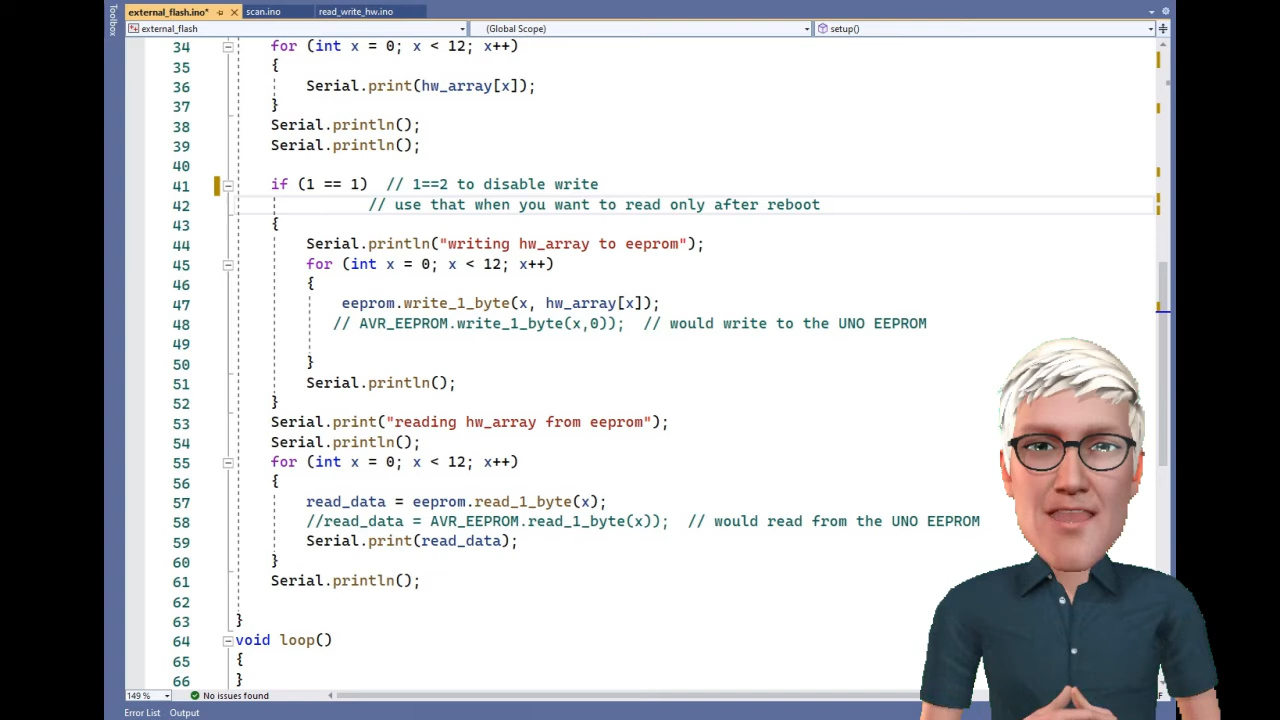 Toolbox
external_flash.ino*
scan.ino
read_write_hw.ino
external_flash
(Global Scope)
setup()
34 for (int x = 0; x < 12; x++)
35 {
36 Serial.print(hw_array[x]);
37 }
38 Serial.println();
39 Serial.println();
40
41 if (1 == 1) // 1==2 to disable write
42 // use that when you want to read only after reboot
43 {
44 Serial.println("writing hw_array to eeprom");
45 for (int x = 0; x < 12; x++)
46 {
47 eeprom.write_1_byte(x, hw_array[x]);
48 // AVR_EEPROM.write_1_byte(x,0)); // would write to the UNO EEPROM
49
50 }
51 Serial.println();
52 }
53 Serial.print("reading hw_array from eeprom");
54 Serial.println();
55 for (int x = 0; x < 12; x++)
56 {
57 read_data = eeprom.read_1_byte(x);
58 //read_data = AVR_EEPROM.read_1_byte(x)); // would read from the UNO EEPROM
59 Serial.print(read_data);
60 }
61 Serial.println();
62
63 }
64 void loop()
65 {
66 }
149 %
No issues found
Error List
Output